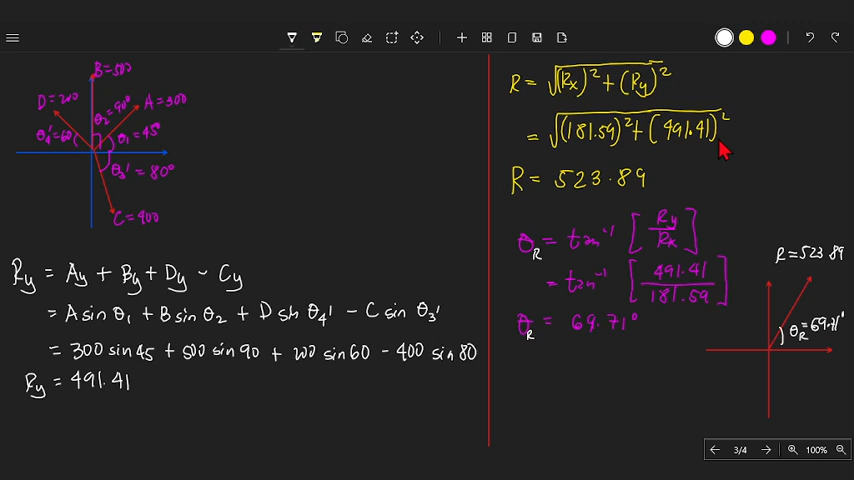 B=500
D=200
θ₂=90°
A=300
θ₄'=60
θ₁=45°
θ₃'=80°
C=400
Ry = Ay + By + Dy - Cy
= A sin θ₁ + B sin θ₂ + D sin θ₄' - C sin θ₃'
= 300 sin 45 + 500 sin 90 + 200 sin 60 - 400 sin 80
Ry = 491.41
R = √(Rx)² + (Ry)²
= √(181.59)² + (491.41)²
R = 523.89
θR = tan⁻¹ [Ry/Rx]
= tan⁻¹ [491.41/181.59]
θR = 69.71°
R=523.89
θR=69.71°
3/4
100%